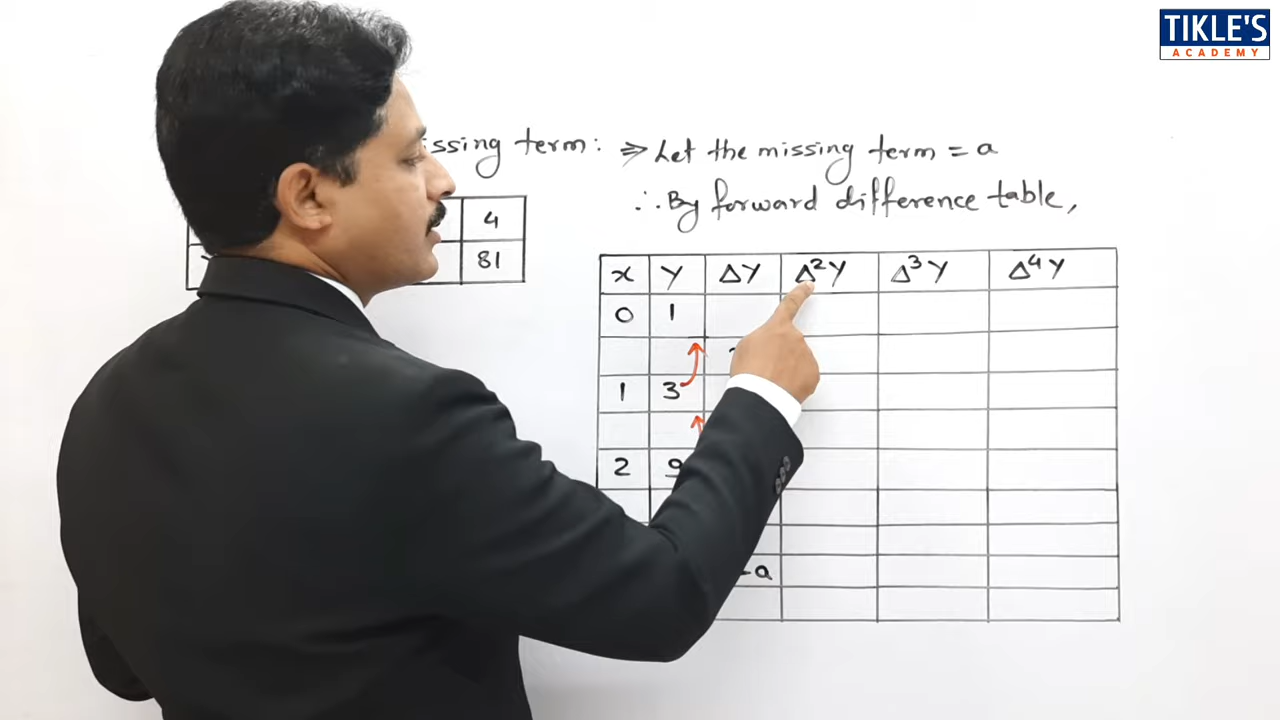 TIKLE'S
ACADEMY
term: ⇒ Let the missing term = a
∴ By forward difference table,
4
81
x Y ΔY Δ²Y Δ³Y Δ⁴Y
0 1
1 3
2 9
-a